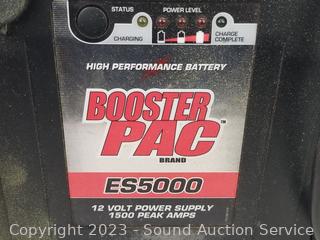 STATUS POWER LEVEL
CHARGING CHARGE COMPLETE
HIGH PERFORMANCE BATTERY
BOOSTER
PAC™
BRAND
ES5000
12 VOLT POWER SUPPLY
1500 PEAK AMPS
Copyright © 2023 - Sound Auction Service